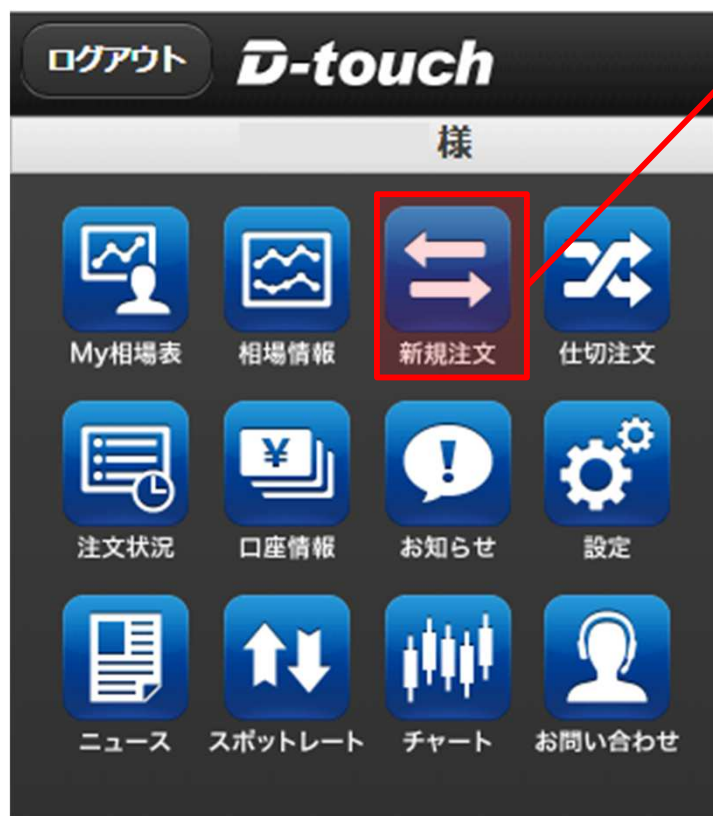 ログアウト D-touch
様
My相場表 相場情報 新規注文 仕切注文
注文状況 口座情報 お知らせ 設定
ニュース スポットレート チャート お問い合わせ